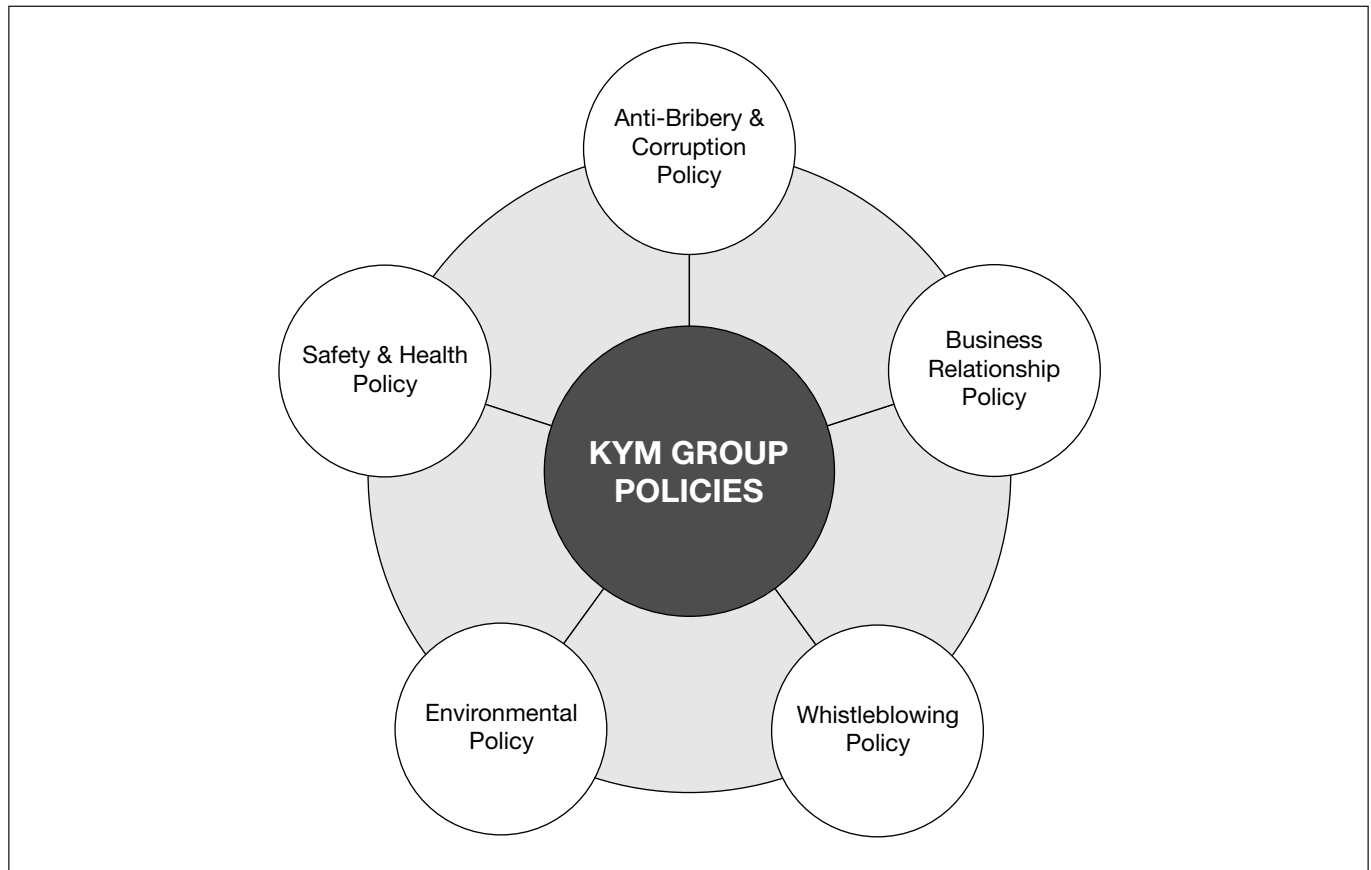 Anti-Bribery &
Corruption
Policy
Safety & Health
Policy
Business
Relationship
Policy
KYM GROUP
POLICIES
Environmental
Policy
Whistleblowing
Policy